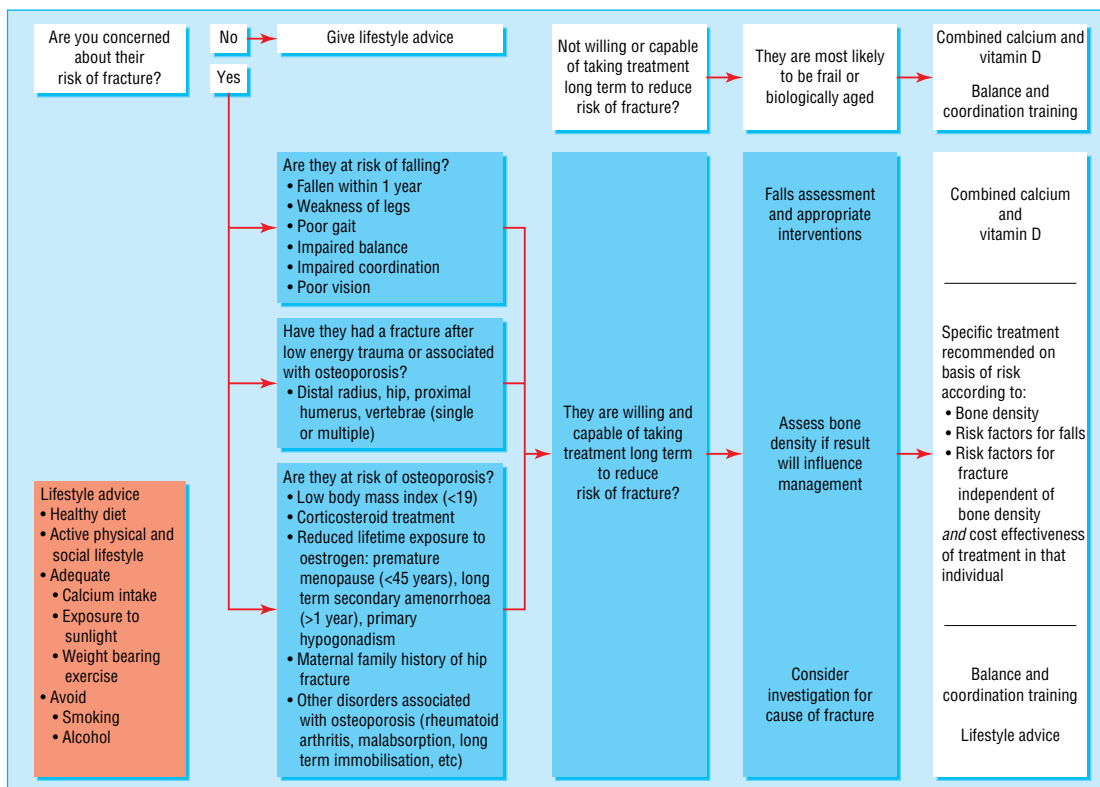 Are you concerned
about their
risk of fracture?
No
Give lifestyle advice
Yes
Not willing or capable
of taking treatment
long term to reduce
risk of fracture?
They are most likely
to be frail or
biologically aged
Combined calcium and
vitamin D
Balance and
coordination training
Are they at risk of falling?
• Fallen within 1 year
• Weakness of legs
• Poor gait
• Impaired balance
• Impaired coordination
• Poor vision
Have they had a fracture after
low energy trauma or associated
with osteoporosis?
• Distal radius, hip, proximal
humerus, vertebrae (single
or multiple)
Are they at risk of osteoporosis?
• Low body mass index (<19)
• Corticosteroid treatment
• Reduced lifetime exposure to
oestrogen: premature
menopause (<45 years), long
term secondary amenorrhoea
(>1 year), primary
hypogonadism
• Maternal family history of hip
fracture
• Other disorders associated
with osteoporosis (rheumatoid
arthritis, malabsorption, long
term immobilisation, etc)
They are willing and
capable of taking
treatment long term
to reduce
risk of fracture?
Falls assessment
and appropriate
interventions
Assess bone
density if result
will influence
management
Consider
investigation for
cause of fracture
Combined calcium
and
vitamin D
Specific treatment
recommended on
basis of risk
according to:
• Bone density
• Risk factors for falls
• Risk factors for
fracture
independent of
bone density
and cost effectiveness
of treatment in that
individual
Balance and
coordination training
Lifestyle advice
Lifestyle advice
• Healthy diet
• Active physical and
social lifestyle
• Adequate
• Calcium intake
• Exposure to
sunlight
• Weight bearing
exercise
• Avoid
• Smoking
• Alcohol